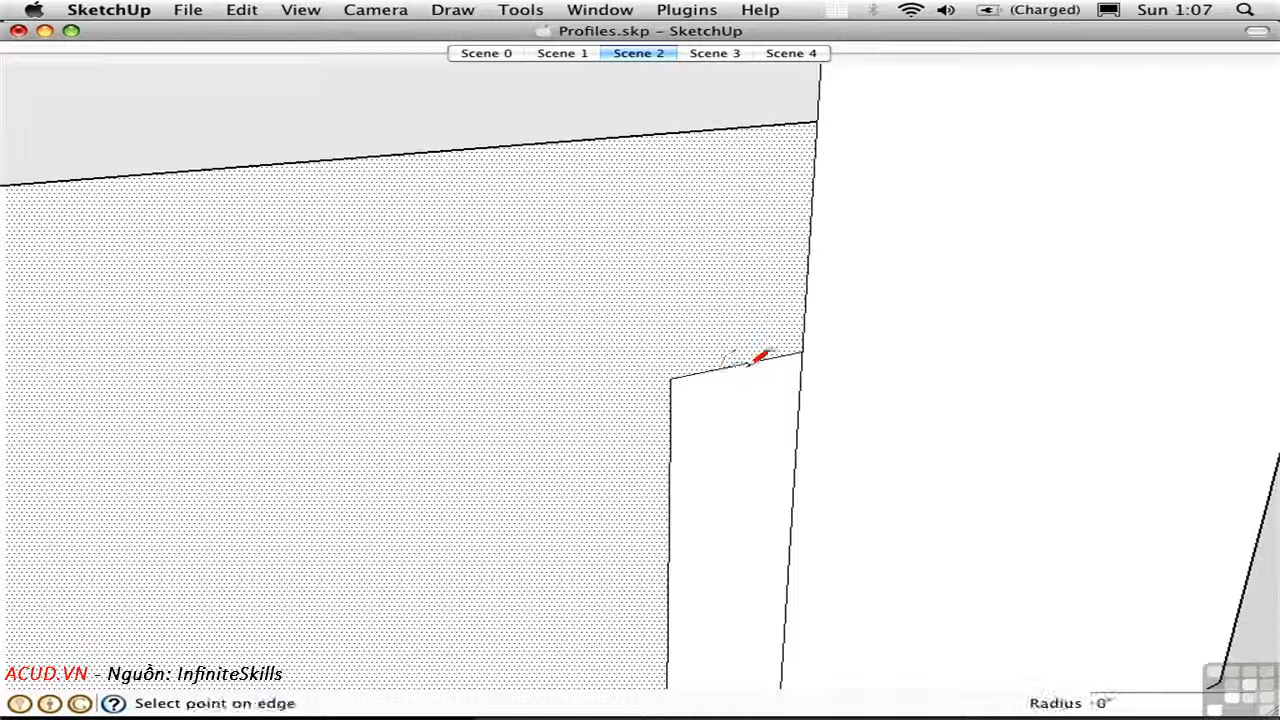 SketchUp File Edit View Camera Draw Tools Window Plugins Help (Charged) Sun 1:07
Profiles.skp – SketchUp
Scene 0 Scene 1 Scene 2 Scene 3 Scene 4
ACUD.VN - Nguồn: InfiniteSkills
Select point on edge Radius 0"